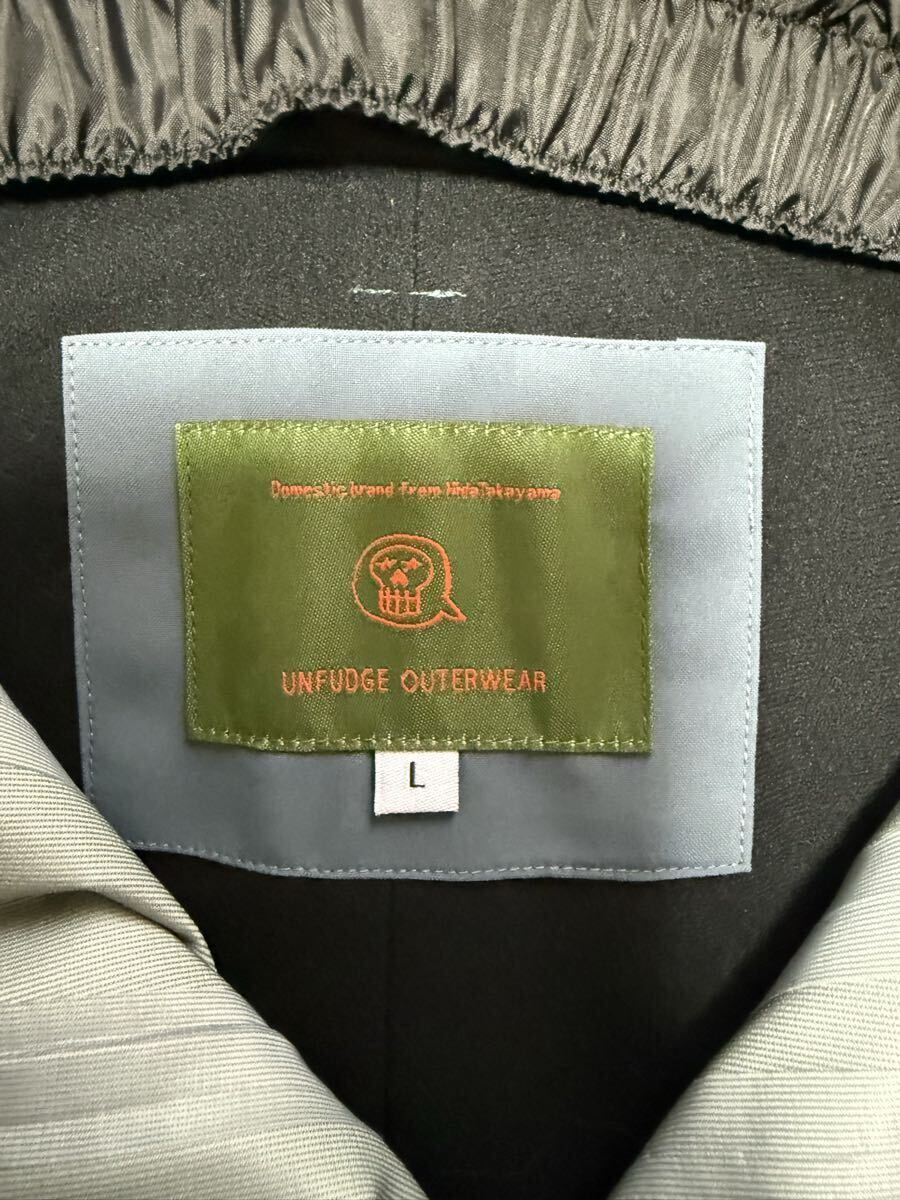 Domestic brand from HidaTakayama
UNFUDGE OUTERWEAR
L